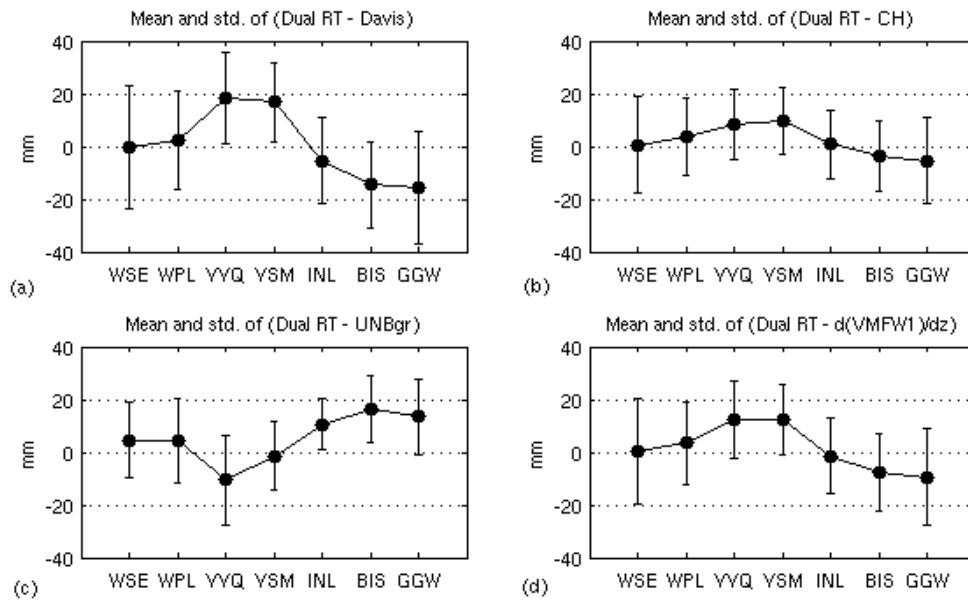 Mean and std. of (Dual RT - Davis)
40
20
0
-20
-40
mm
WSE WPL YYQ YSM INL BIS GGW
(a)
Mean and std. of (Dual RT - CH)
40
20
0
-20
-40
mm
WSE WPL YYQ YSM INL BIS GGW
(b)
Mean and std. of (Dual RT - UNBgr)
40
20
0
-20
-40
mm
WSE WPL YYQ YSM INL BIS GGW
(c)
Mean and std. of (Dual RT - d(VMFW1)/dz)
40
20
0
-20
-40
mm
WSE WPL YYQ YSM INL BIS GGW
(d)